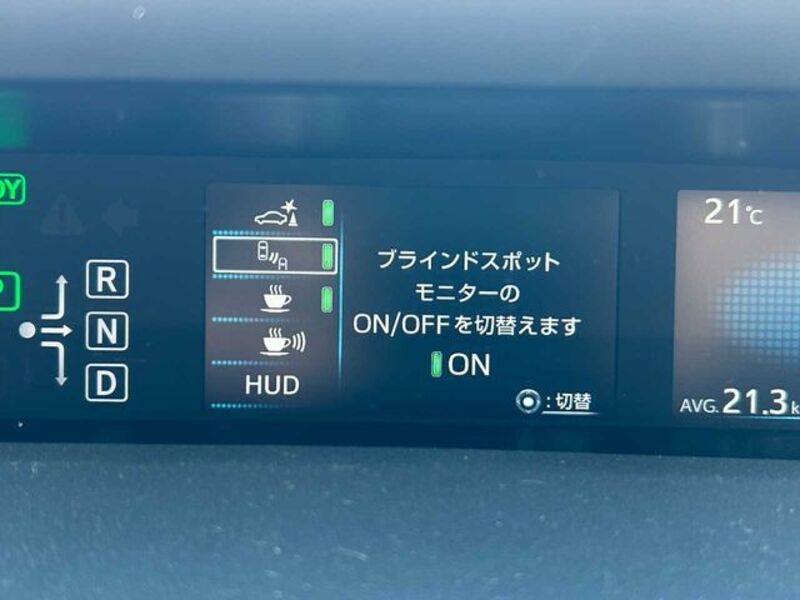 R
N
D
HUD
ブラインドスポット
モニターの
ON/OFFを切替えます
ON
:切替
21℃
AVG.21.3